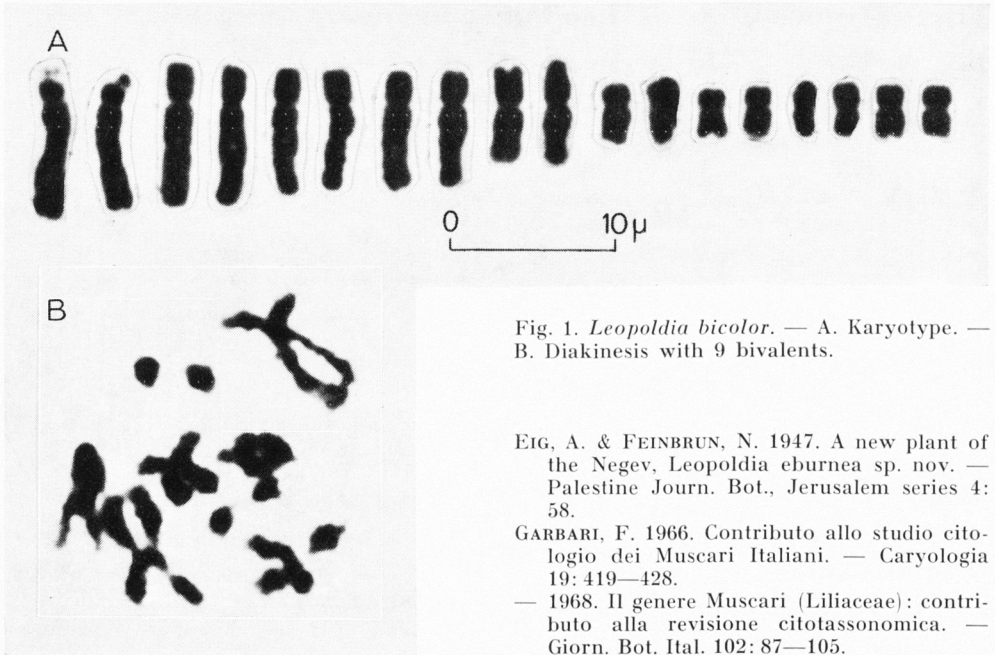 A
0 10μ
B
Fig. 1. Leopoldia bicolor. — A. Karyotype. —
B. Diakinesis with 9 bivalents.
EIG, A. & FEINBRUN, N. 1947. A new plant of
the Negev, Leopoldia eburnea sp. nov. —
Palestine Journ. Bot., Jerusalem series 4:
58.
GARBARI, F. 1966. Contributo allo studio cito-
logio dei Muscari Italiani. — Caryologia
19: 419—428.
— 1968. Il genere Muscari (Liliaceae): contri-
buto alla revisione citotassonomica. —
Giorn. Bot. Ital. 102: 87—105.